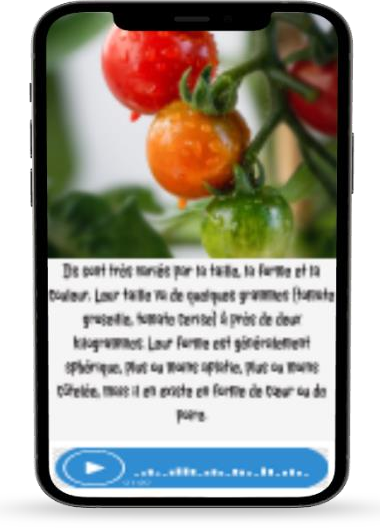 Ils sont très variés par la taille, la forme et la
couleur. Leur taille va de quelques grammes (tomate
groseille, tomate cerise) à près de deux
kilogrammes. Leur forme est généralement
sphérique, plus ou moins aplatie, plus ou moins
côtelée, mais il en existe en forme de cœur ou de
poire.